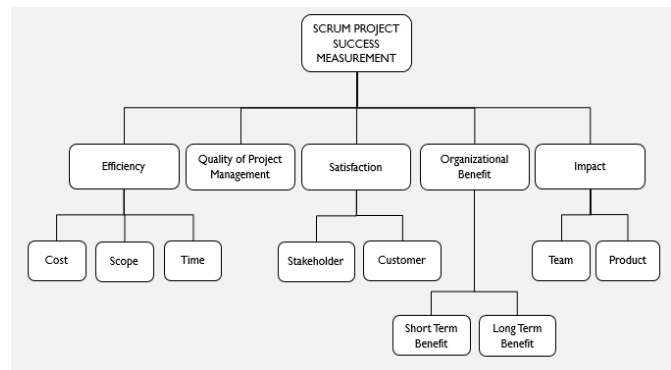 SCRUM PROJECT
SUCCESS
MEASUREMENT
Efficiency
Quality of Project
Management
Satisfaction
Organizational
Benefit
Impact
Cost
Scope
Time
Stakeholder
Customer
Team
Product
Short Term
Benefit
Long Term
Benefit